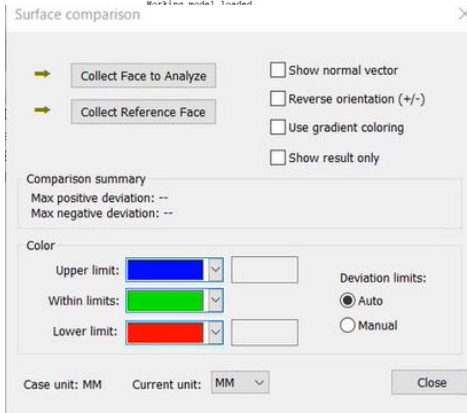 Working model loaded.
Surface comparison
Collect Face to Analyze
Collect Reference Face
Show normal vector
Reverse orientation (+/-)
Use gradient coloring
Show result only
Comparison summary
Max positive deviation: --
Max negative deviation: --
Color
Upper limit:
Within limits:
Lower limit:
Deviation limits:
Auto
Manual
Case unit: MM
Current unit: MM
Close